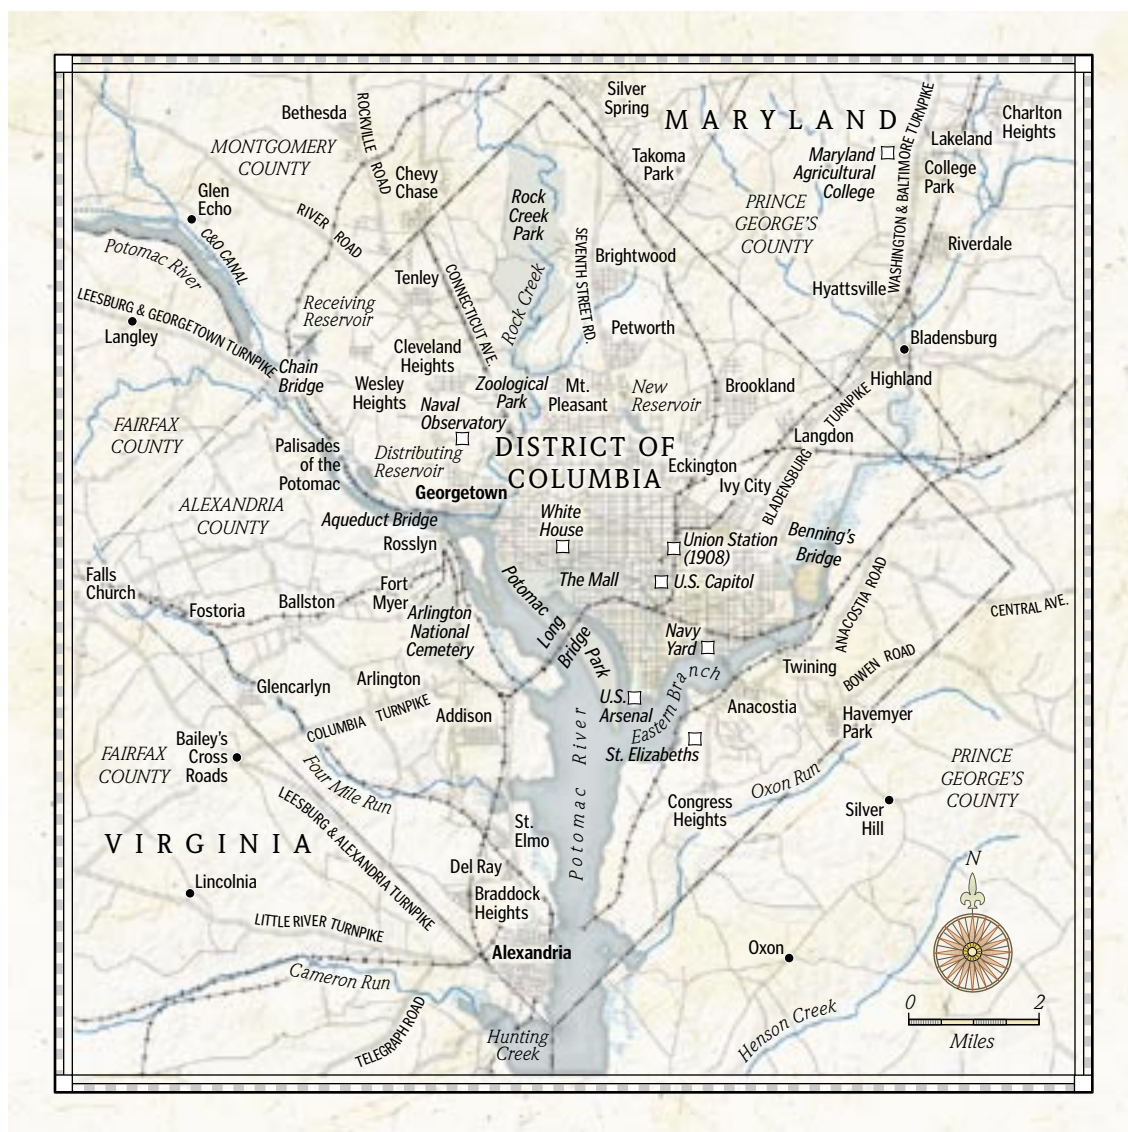 Silver
Spring
MARYLAND
Bethesda
ROCKVILLE ROAD
Charlton
Heights
Lakeland
MONTGOMERY
COUNTY
Takoma
Park
Maryland
Agricultural
College
WASHINGTON & BALTIMORE TURNPIKE
College
Park
Chevy
Chase
Glen
Echo
Rock
Creek
Park
PRINCE
GEORGE'S
COUNTY
RIVER ROAD
C&O CANAL
Potomac River
SEVENTH STREET RD.
Brightwood
Riverdale
Tenley
CONNECTICUT AVE.
Rock Creek
Hyattsville
LEESBURG & GEORGETOWN TURNPIKE
Receiving
Reservoir
Langley
Petworth
Bladensburg
Cleveland
Heights
Chain
Bridge
Wesley
Heights
Zoological
Park
Mt.
Pleasant
New
Reservoir
Brookland
Highland
Naval
Observatory
BLADENSBURG TURNPIKE
FAIRFAX
COUNTY
Palisades
of the
Potomac
Distributing
Reservoir
DISTRICT OF
COLUMBIA
Langdon
Eckington
Ivy City
Georgetown
ALEXANDRIA
COUNTY
Aqueduct Bridge
White
House
Union Station
(1908)
Benning's
Bridge
Rosslyn
Falls
Church
Fort
Myer
The Mall
U.S. Capitol
Potomac Park
ANACOSTIA ROAD
Fostoria
Ballston
Arlington
National
Cemetery
Long
Bridge
Navy
Yard
CENTRAL AVE.
Twining
BOWEN ROAD
Glencarlyn
Arlington
Eastern Branch
U.S.
Arsenal
Anacostia
COLUMBIA TURNPIKE
Addison
Havemyer
Park
FAIRFAX
COUNTY
Bailey's
Cross
Roads
St. Elizabeths
Four Mile Run
Potomac River
Oxon Run
PRINCE
GEORGE'S
COUNTY
Congress
Heights
Silver
Hill
LEESBURG & ALEXANDRIA TURNPIKE
St.
Elmo
VIRGINIA
Del Ray
N
Lincolnia
Braddock
Heights
LITTLE RIVER TURNPIKE
Alexandria
Oxon
Cameron Run
0 2
Miles
TELEGRAPH ROAD
Hunting
Creek
Henson Creek